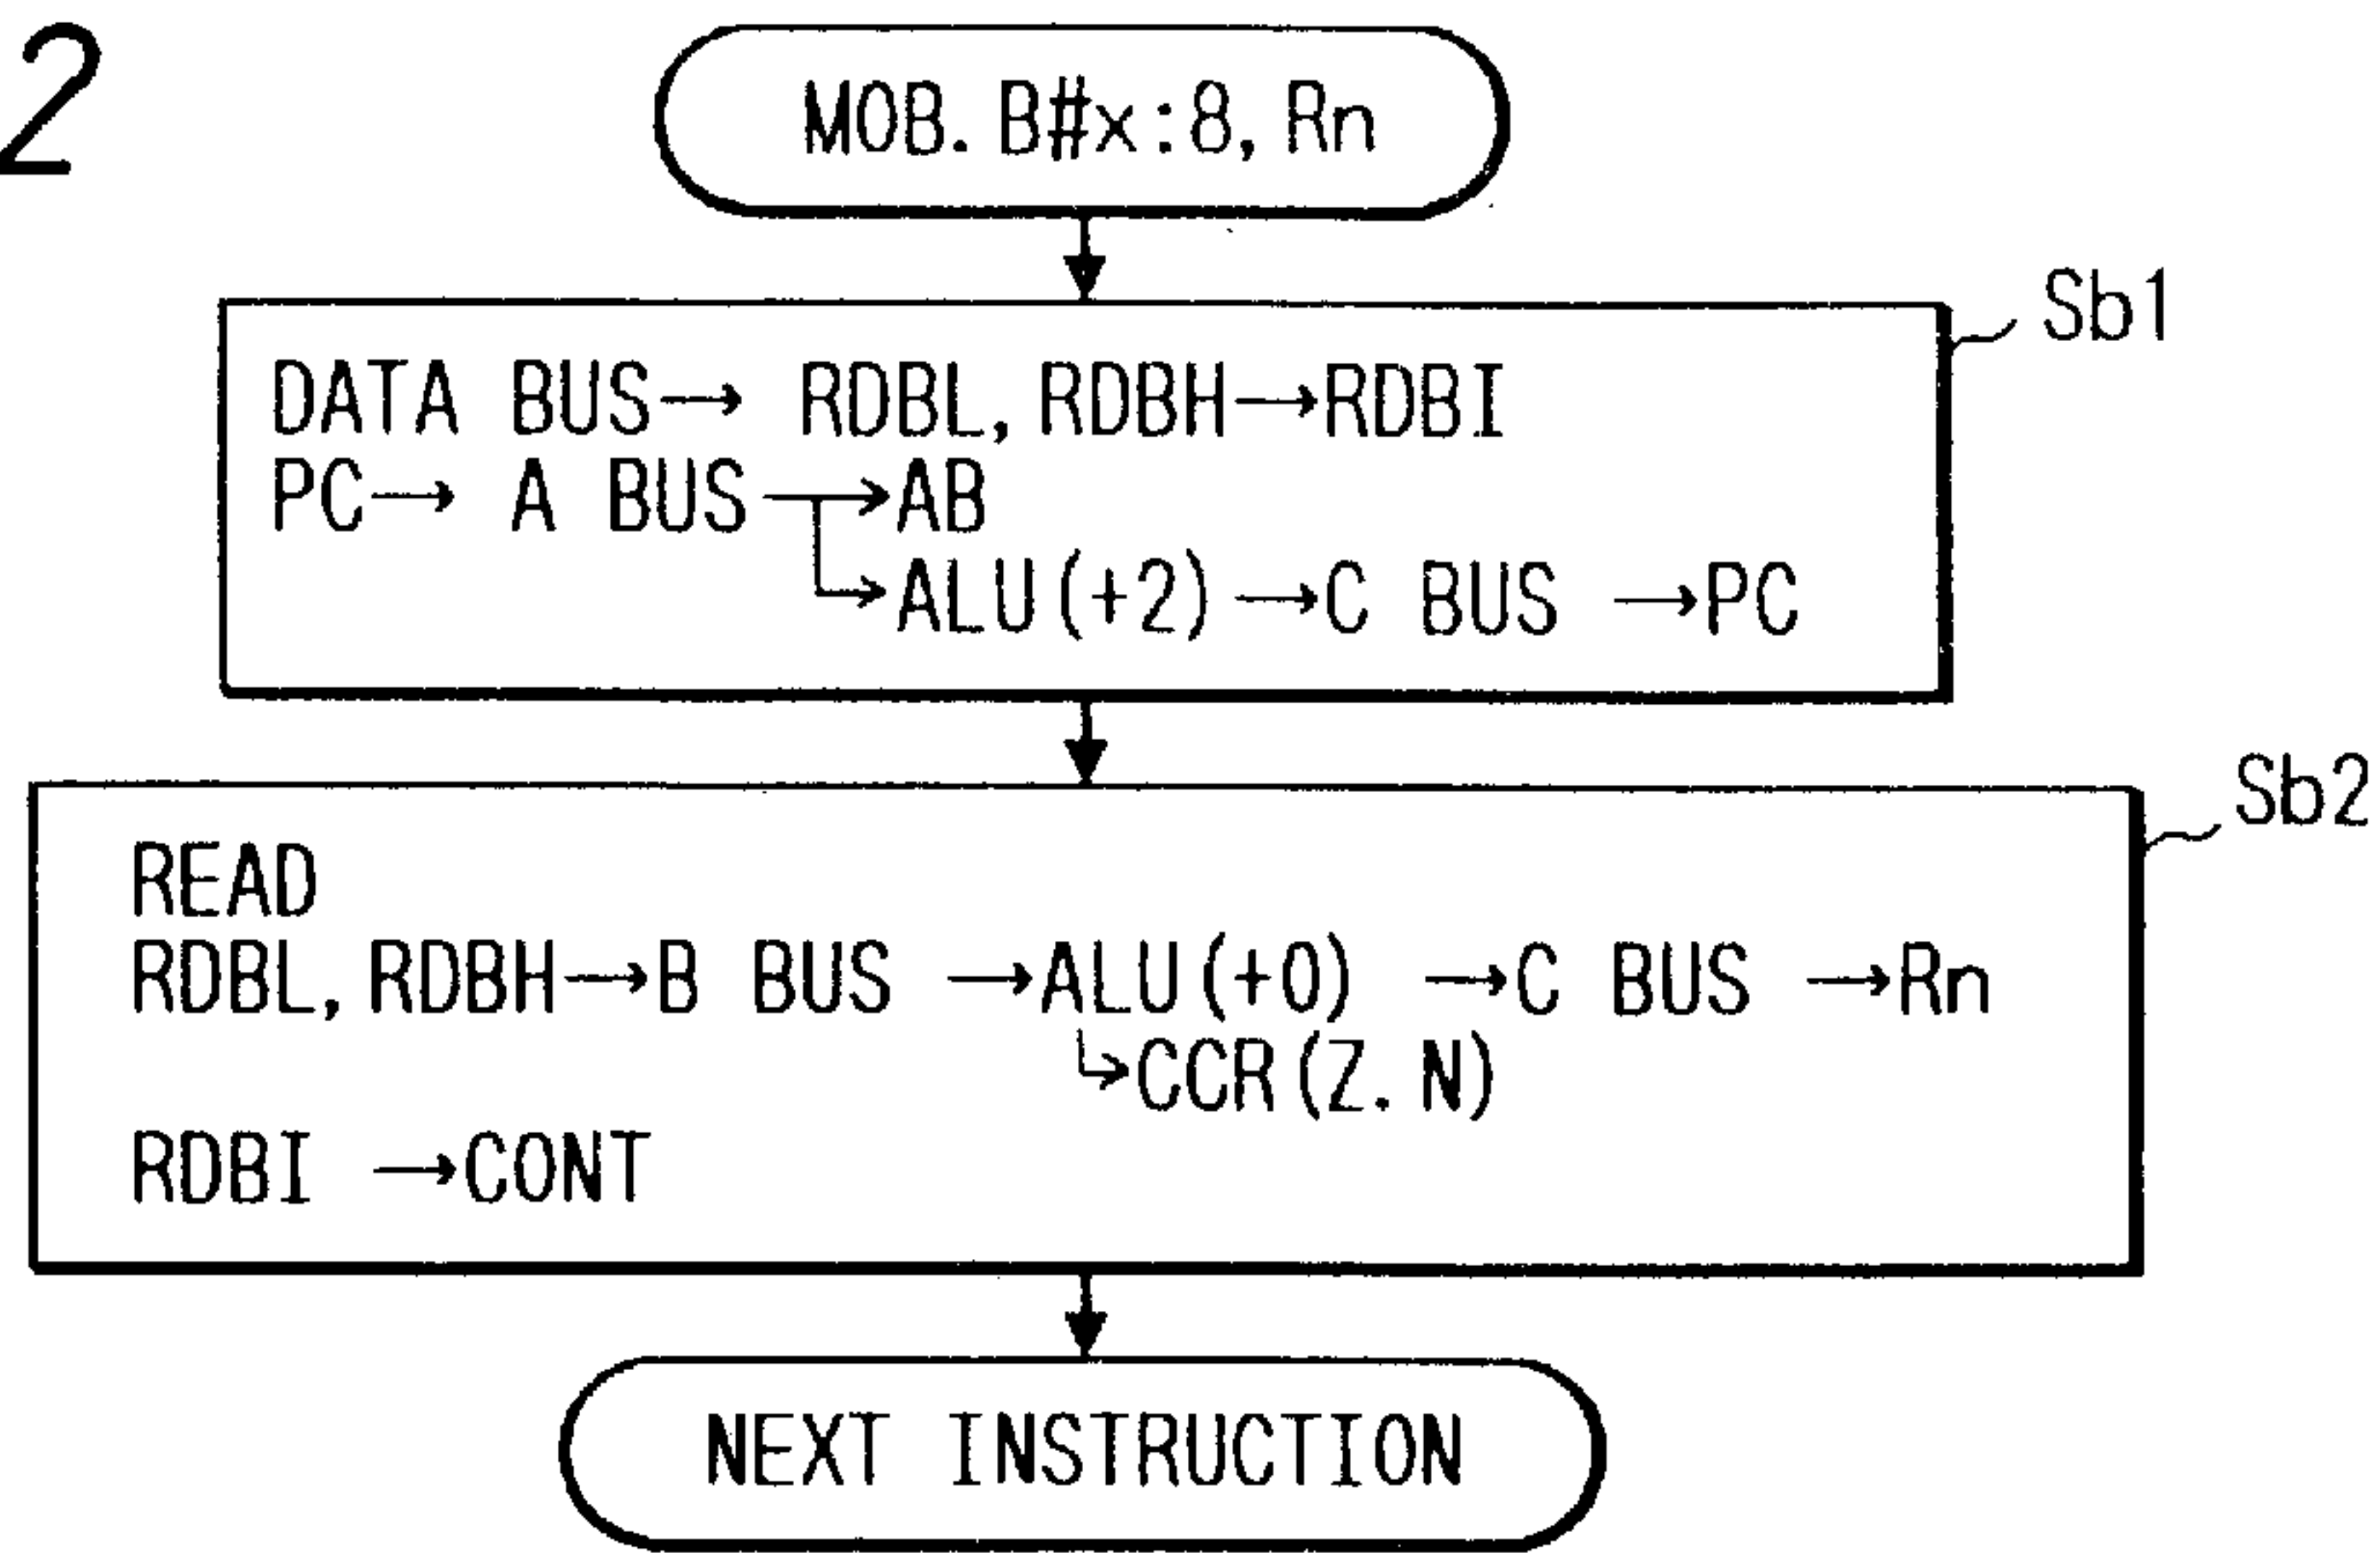 2
MOB. B#x:8, Rn
Sb1
DATA BUS→ RDBL, RDBH→RDBI
PC→ A BUS→AB
→ALU(+2)→C BUS →PC
Sb2
READ
RDBL, RDBH→B BUS →ALU(+0) →C BUS →Rn
→CCR(Z. N)
RDBI →CONT
NEXT INSTRUCTION